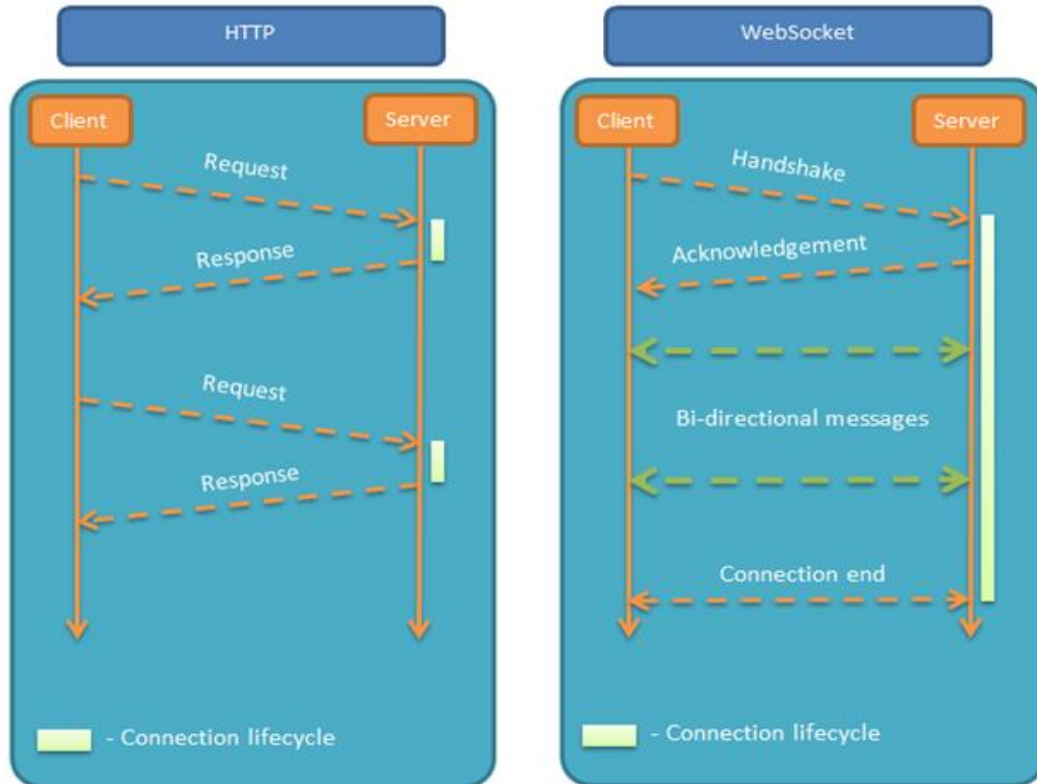 HTTP
Client
Server
Request
Response
Request
Response
- Connection lifecycle
WebSocket
Client
Server
Handshake
Acknowledgement
Bi-directional messages
Connection end
- Connection lifecycle